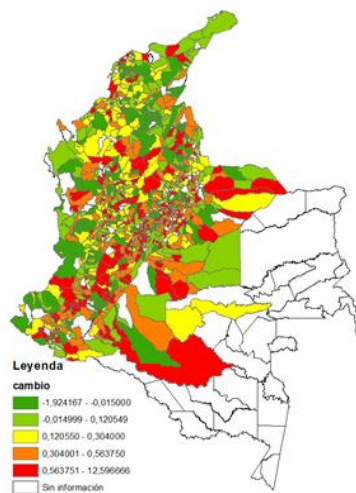 Leyenda
cambio
-1,924167 - -0,015000
-0,014999 - 0,120549
0,120550 - 0,304000
0,304001 - 0,563750
0,563751 - 12,596666
Sin información